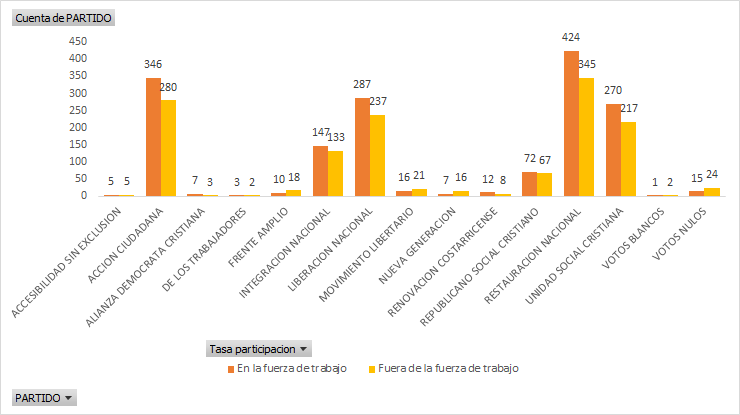 Cuenta de PARTIDO
450
400
350
300
250
200
150
100
50
0
5 5
346 280
7 3
3 2
10 18
147 133
287 237
16 21
7 16
12 8
72 67
424 345
270 217
1 2
15 24
ACCESIBILIDAD SIN EXCLUSION
ACCION CIUDADANA
ALIANZA DEMOCRATA CRISTIANA
DE LOS TRABAJADORES
FRENTE AMPLIO
INTEGRACION NACIONAL
LIBERACION NACIONAL
MOVIMIENTO LIBERTARIO
NUEVA GENERACION
RENOVACION COSTARRICENSE
REPUBLICANO SOCIAL CRISTIANO
RESTAURACION NACIONAL
UNIDAD SOCIAL CRISTIANA
VOTOS BLANCOS
VOTOS NULOS
Tasa participacion
En la fuerza de trabajo Fuera de la fuerza de trabajo
PARTIDO